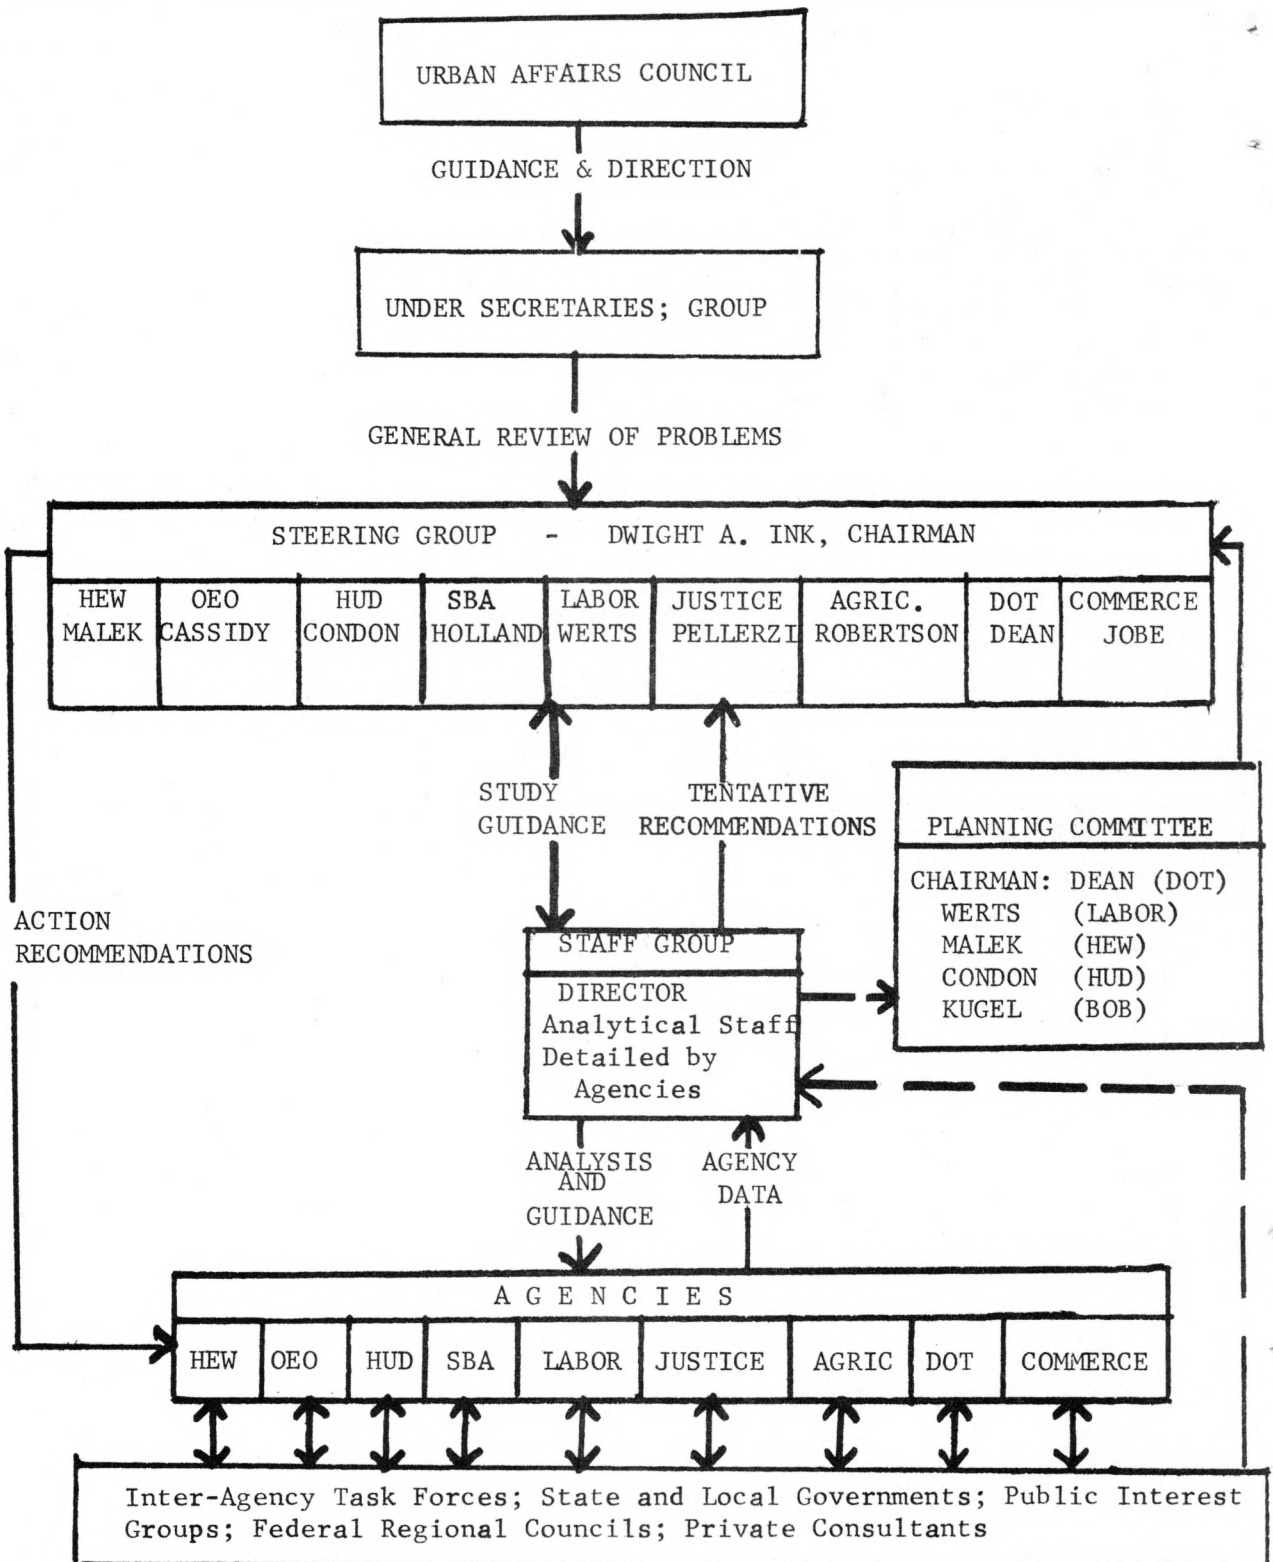 URBAN AFFAIRS COUNCIL
GUIDANCE & DIRECTION
UNDER SECRETARIES; GROUP
GENERAL REVIEW OF PROBLEMS
STEERING GROUP - DWIGHT A. INK, CHAIRMAN
HEW
MALEK
OEO
CASSIDY
HUD
CONDON
SBA
HOLLAND
LABOR
WERTS
JUSTICE
PELLERZI
AGRIC.
ROBERTSON
DOT
DEAN
COMMERCE
JOBE
STUDY
GUIDANCE
TENTATIVE
RECOMMENDATIONS
PLANNING COMMITTEE
CHAIRMAN: DEAN (DOT)
WERTS (LABOR)
MALEK (HEW)
CONDON (HUD)
KUGEL (BOB)
ACTION
RECOMMENDATIONS
STAFF GROUP
DIRECTOR
Analytical Staff
Detailed by
Agencies
ANALYSIS
AND
GUIDANCE
AGENCY
DATA
A G E N C I E S
HEW
OEO
HUD
SBA
LABOR
JUSTICE
AGRIC
DOT
COMMERCE
Inter-Agency Task Forces; State and Local Governments; Public Interest
Groups; Federal Regional Councils; Private Consultants